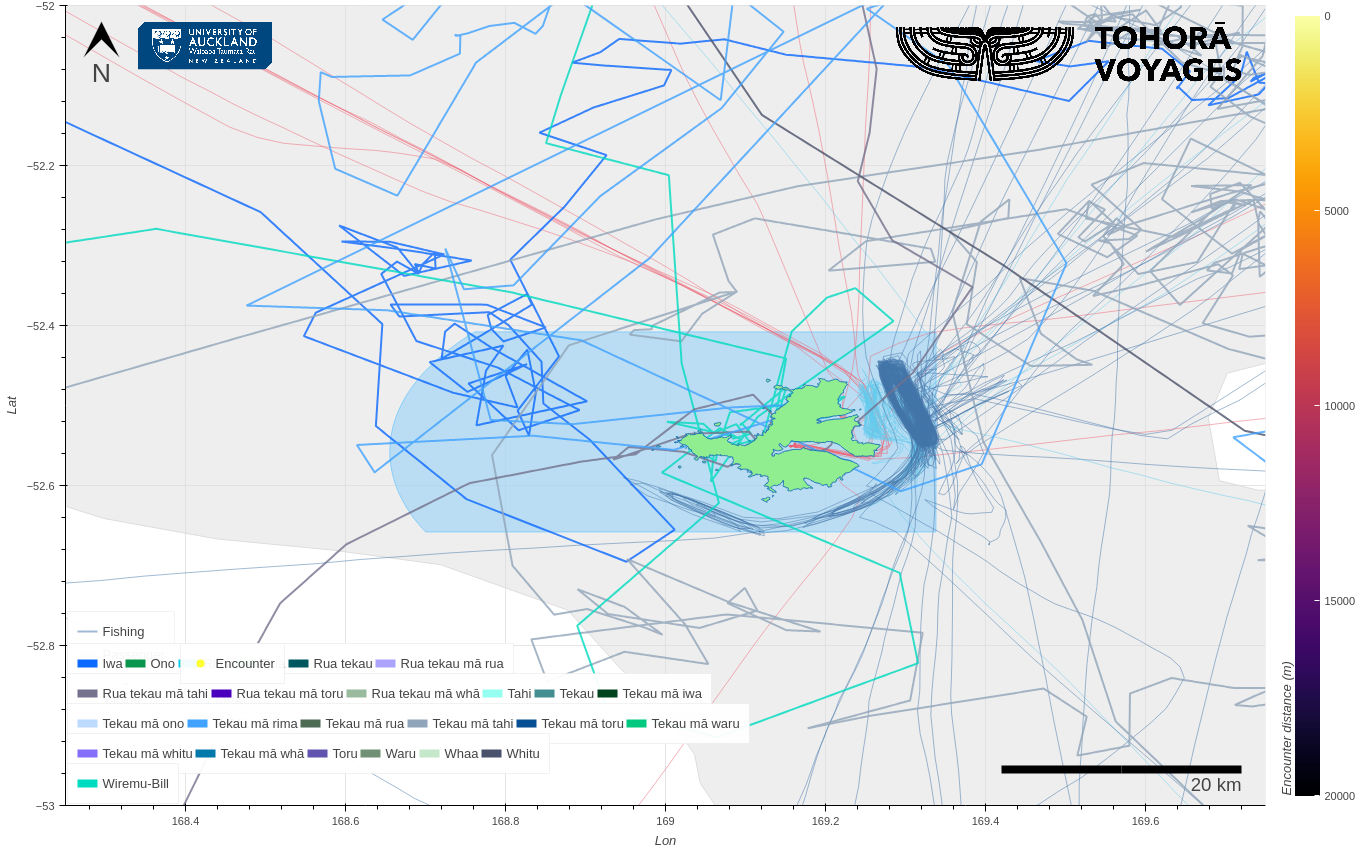 UNIVERSITY OF
AUCKLAND
Waipapa Taumata Rau
NEW ZEALAND
N
TOHORĀ
VOYAGES
−52
−52.2
−52.4
−52.6
−52.8
−53
Lat
168.4
168.6
168.8
169
169.2
169.4
169.6
Lon
Fishing
Iwa Ono Encounter Rua tekau Rua tekau mā rua
Rua tekau mā tahi Rua tekau mā toru Rua tekau mā whā Tahi Tekau Tekau mā iwa
Tekau mā ono Tekau mā rima Tekau mā rua Tekau mā tahi Tekau mā toru Tekau mā waru
Tekau mā whitu Tekau mā whā Toru Waru Whaa Whitu
Wiremu-Bill
20 km
0
5000
10000
15000
20000
Encounter distance (m)